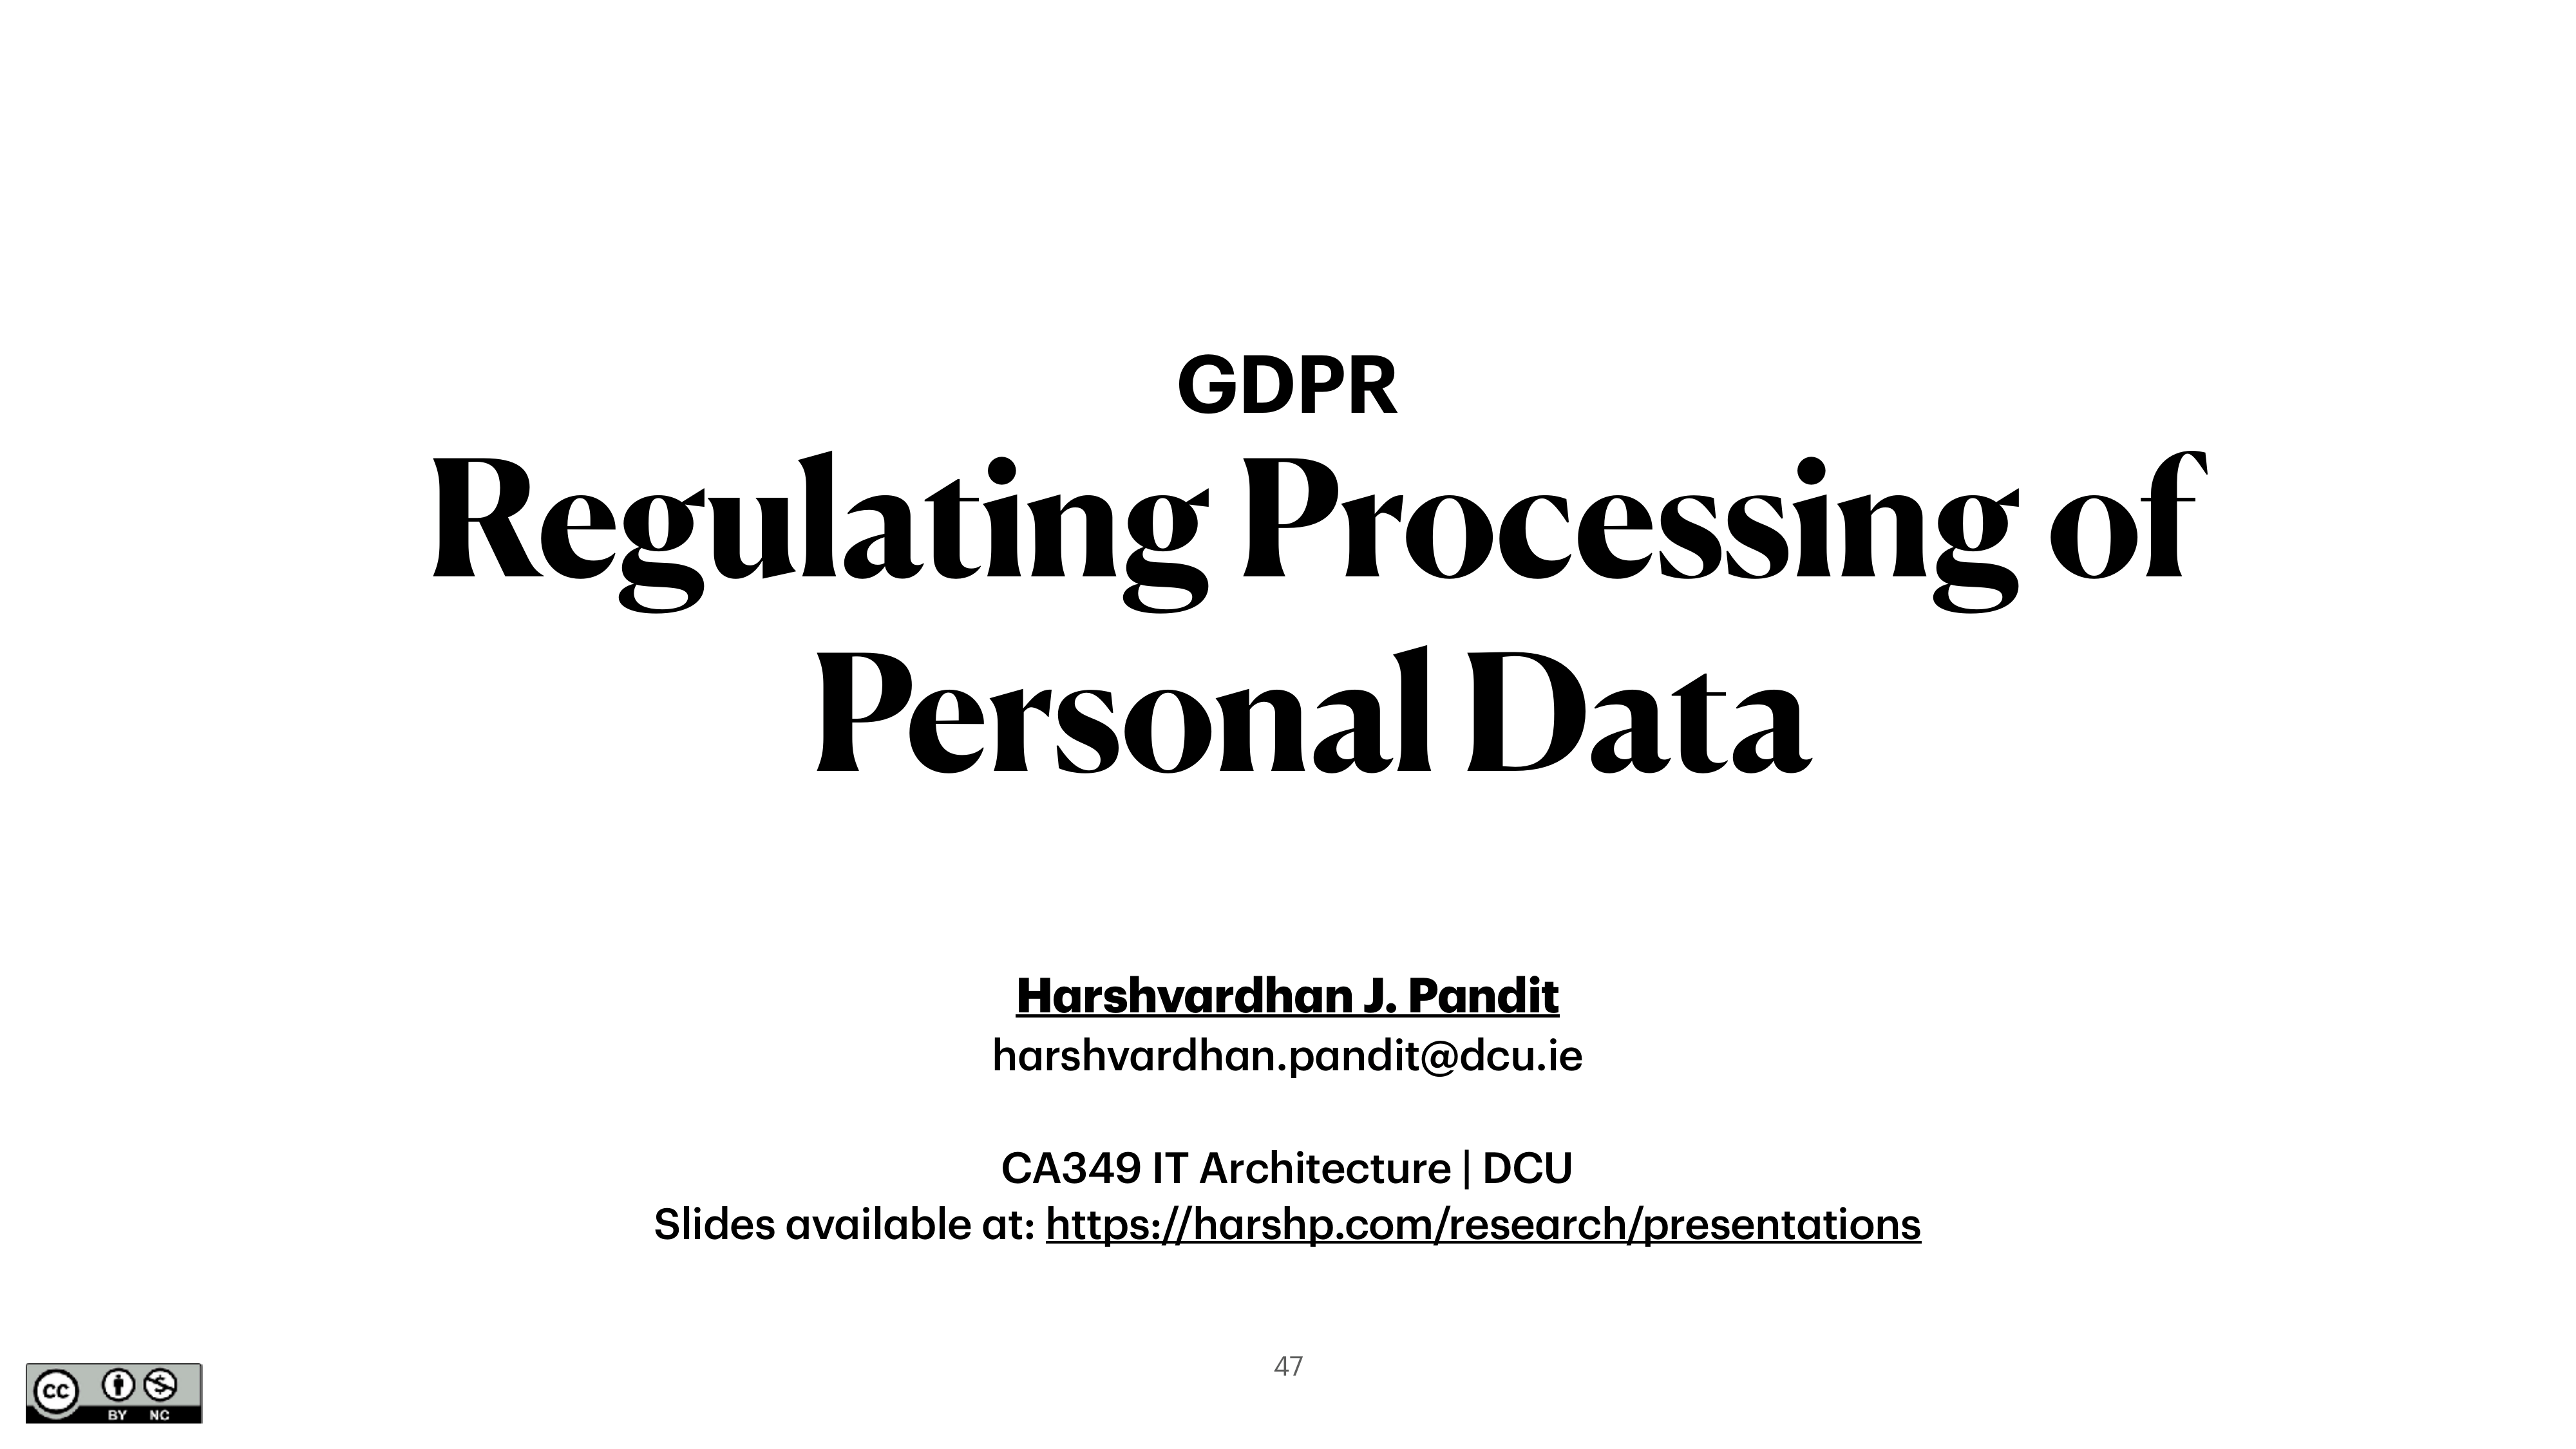 GDPR
Regulating Processing of
Personal Data
Harshvardhan J. Pandit
harshvardhan.pandit@dcu.ie
CA349 IT Architecture | DCU
Slides available at: https://harshp.com/research/presentations
47
cc
BY NC